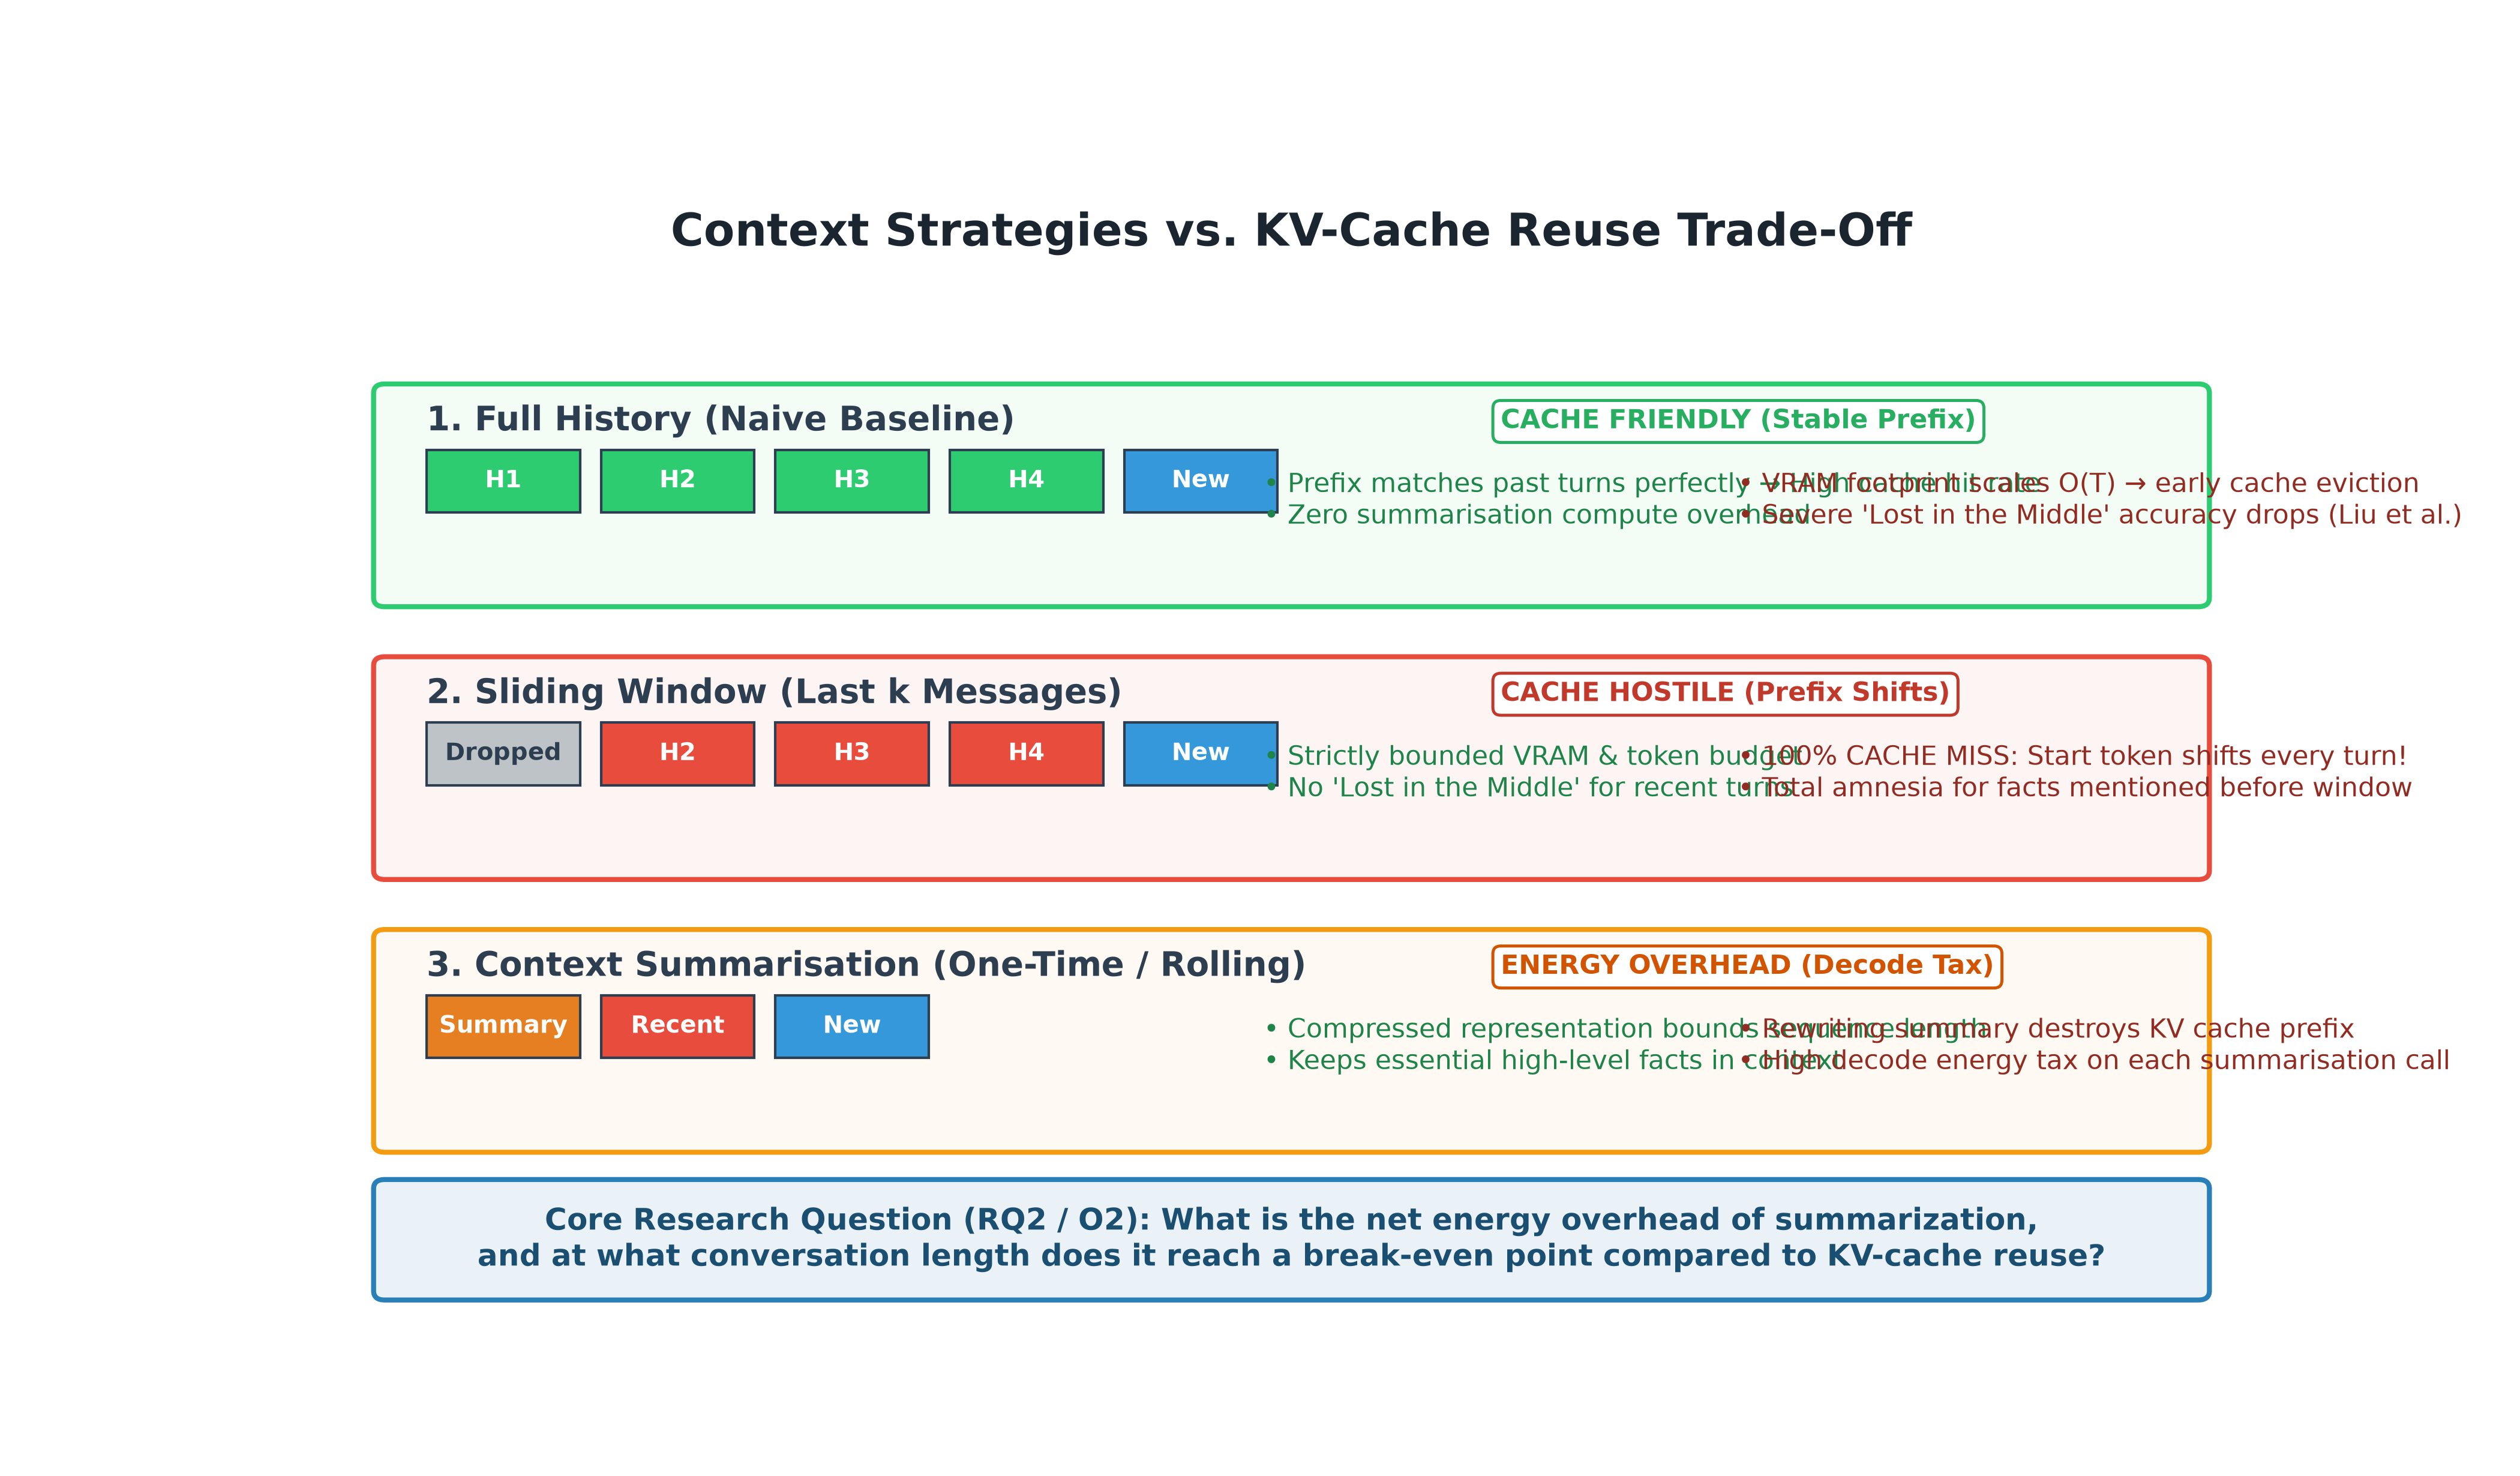 Context Strategies vs. KV-Cache Reuse Trade-Off
1. Full History (Naive Baseline)
CACHE FRIENDLY (Stable Prefix)
H1
H2
H3
H4
New
• Prefix matches past turns perfectly → High cache hit rate
• Zero summarisation compute overhead
• VRAM footprint scales O(T) → early cache eviction
• Severe 'Lost in the Middle' accuracy drops (Liu et al.)
2. Sliding Window (Last k Messages)
CACHE HOSTILE (Prefix Shifts)
Dropped
H2
H3
H4
New
• Strictly bounded VRAM & token budget
• No 'Lost in the Middle' for recent turns
• 100% CACHE MISS: Start token shifts every turn!
• Total amnesia for facts mentioned before window
3. Context Summarisation (One-Time / Rolling)
ENERGY OVERHEAD (Decode Tax)
Summary
Recent
New
• Compressed representation bounds sequence length
• Keeps essential high-level facts in context
• Rewriting summary destroys KV cache prefix
• High decode energy tax on each summarisation call
Core Research Question (RQ2 / O2): What is the net energy overhead of summarization,
and at what conversation length does it reach a break-even point compared to KV-cache reuse?